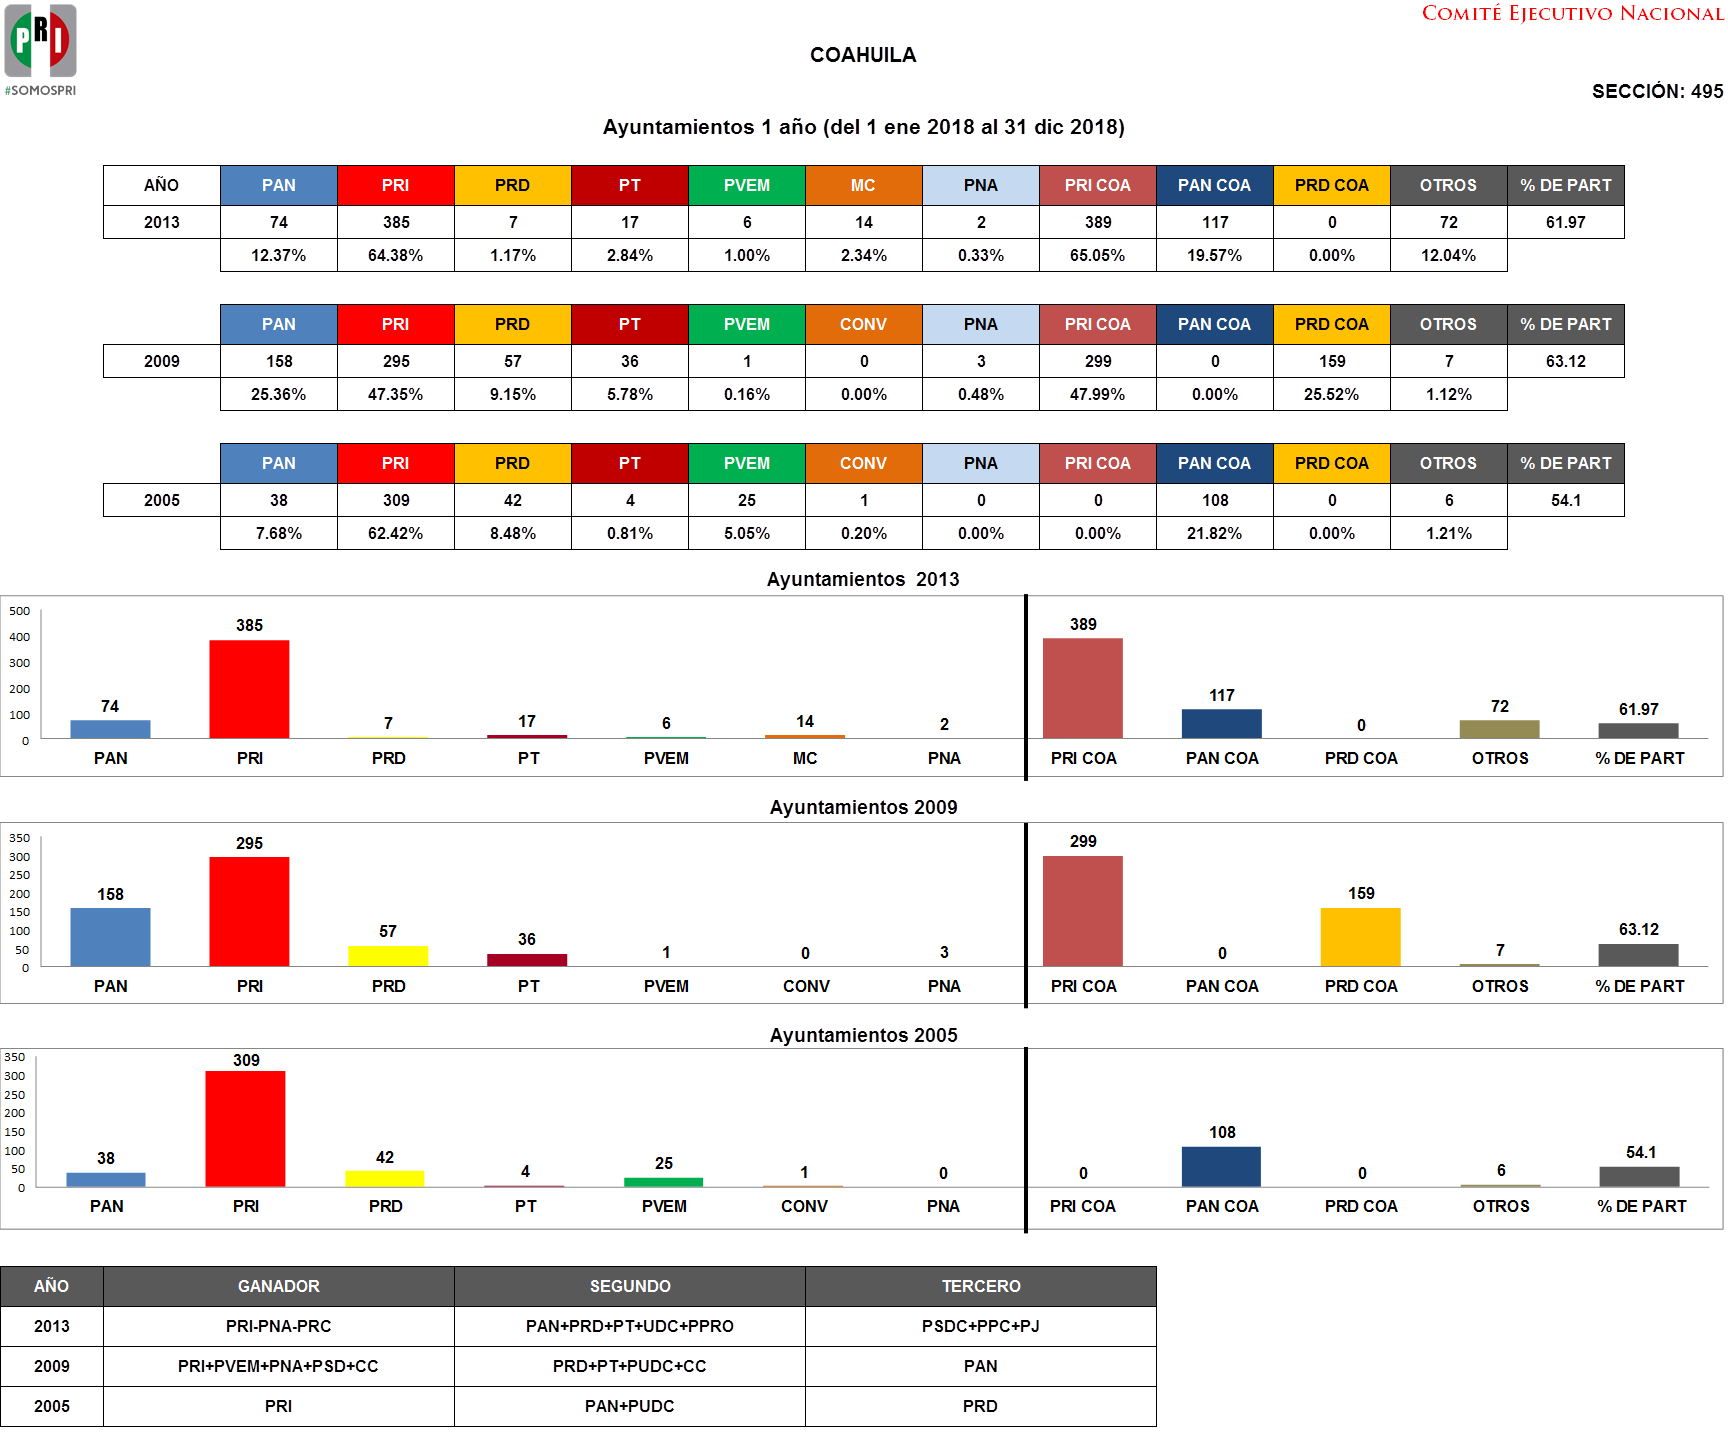 PRI
#SOMOSPRI
COMITÉ EJECUTIVO NACIONAL
COAHUILA
SECCIÓN: 495
Ayuntamientos 1 año (del 1 ene 2018 al 31 dic 2018)
AÑO PAN PRI PRD PT PVEM MC PNA PRI COA PAN COA PRD COA OTROS % DE PART
2013 74 385 7 17 6 14 2 389 117 0 72 61.97
12.37% 64.38% 1.17% 2.84% 1.00% 2.34% 0.33% 65.05% 19.57% 0.00% 12.04%
PAN PRI PRD PT PVEM CONV PNA PRI COA PAN COA PRD COA OTROS % DE PART
2009 158 295 57 36 1 0 3 299 0 159 7 63.12
25.36% 47.35% 9.15% 5.78% 0.16% 0.00% 0.48% 47.99% 0.00% 25.52% 1.12%
PAN PRI PRD PT PVEM CONV PNA PRI COA PAN COA PRD COA OTROS % DE PART
2005 38 309 42 4 25 1 0 0 108 0 6 54.1
7.68% 62.42% 8.48% 0.81% 5.05% 0.20% 0.00% 0.00% 21.82% 0.00% 1.21%
Ayuntamientos 2013
500
400
300
200
100
0
74 385 7 17 6 14 2 389 117 0 72 61.97
PAN PRI PRD PT PVEM MC PNA PRI COA PAN COA PRD COA OTROS % DE PART
Ayuntamientos 2009
350
300
250
200
150
100
50
0
158 295 57 36 1 0 3 299 0 159 7 63.12
PAN PRI PRD PT PVEM CONV PNA PRI COA PAN COA PRD COA OTROS % DE PART
Ayuntamientos 2005
350
300
250
200
150
100
50
0
38 309 42 4 25 1 0 0 108 0 6 54.1
PAN PRI PRD PT PVEM CONV PNA PRI COA PAN COA PRD COA OTROS % DE PART
AÑO GANADOR SEGUNDO TERCERO
2013 PRI-PNA-PRC PAN+PRD+PT+UDC+PPRO PSDC+PPC+PJ
2009 PRI+PVEM+PNA+PSD+CC PRD+PT+PUDC+CC PAN
2005 PRI PAN+PUDC PRD